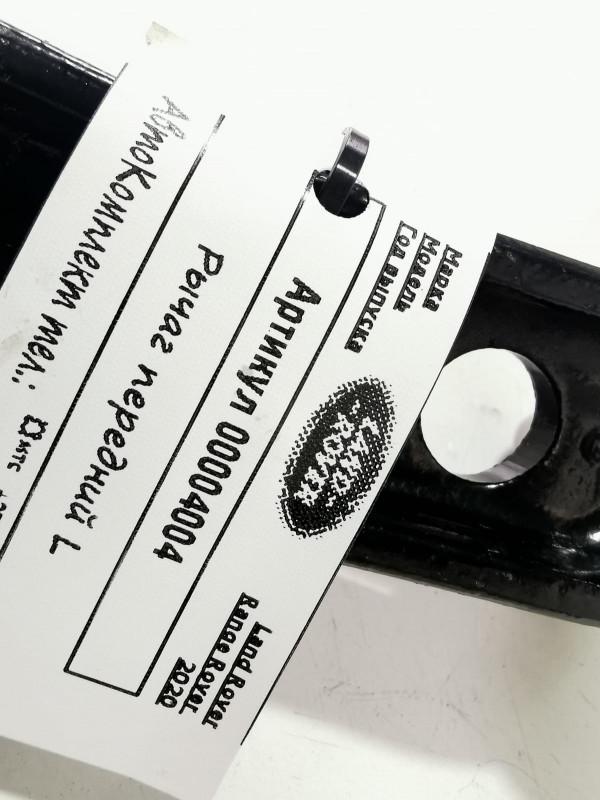 Марка Land Rover
Модель Range Rover
Год выпуска 2020
Артикул 00004004
Рычаг передний L
АвтоКомплект тел.: